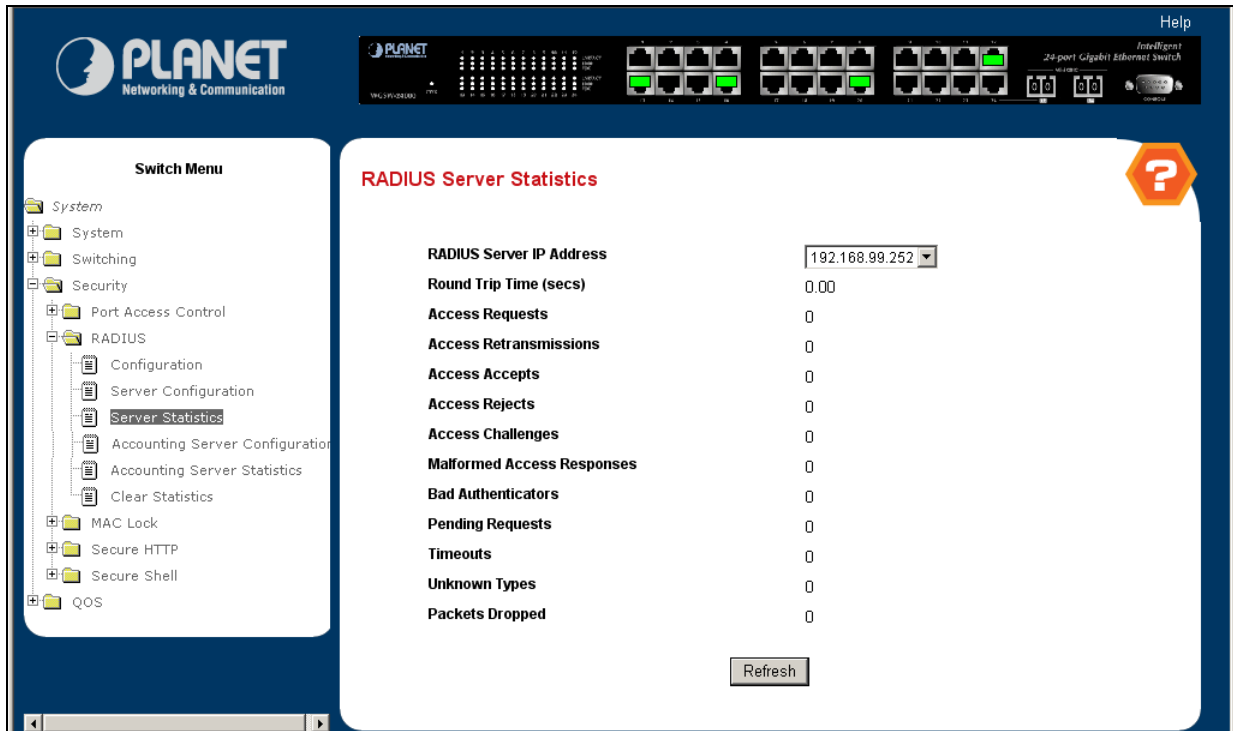 Help
PLANET
Networking & Communication
PLANET
Intelligent
24-port Gigabit Ethernet Switch
WGSW-24000
CONSOLE
Switch Menu
System
System
Switching
Security
Port Access Control
RADIUS
Configuration
Server Configuration
Server Statistics
Accounting Server Configuration
Accounting Server Statistics
Clear Statistics
MAC Lock
Secure HTTP
Secure Shell
QOS
RADIUS Server Statistics
?
RADIUS Server IP Address 192.168.99.252
Round Trip Time (secs) 0.00
Access Requests 0
Access Retransmissions 0
Access Accepts 0
Access Rejects 0
Access Challenges 0
Malformed Access Responses 0
Bad Authenticators 0
Pending Requests 0
Timeouts 0
Unknown Types 0
Packets Dropped 0
Refresh